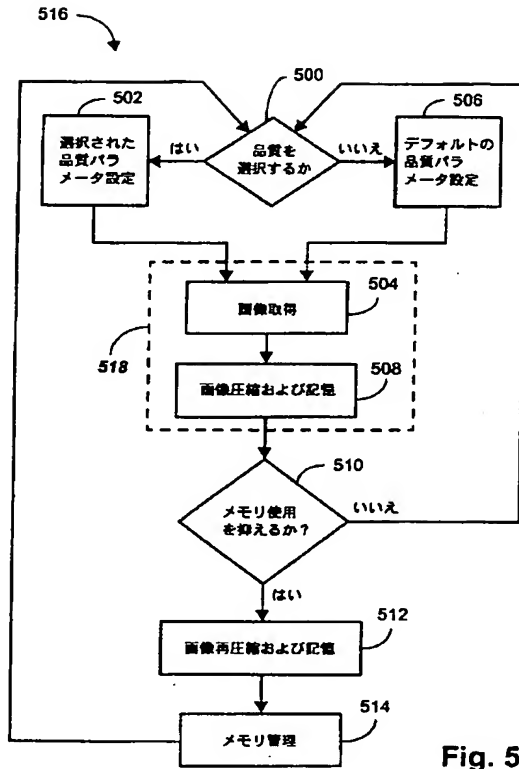 516
500
502
506
選択された
品質パラ
メータ設定
はい
品質を
選択するか
いいえ
デフォルトの
品質パラ
メータ設定
画像取得
504
518
画像圧縮および記憶
508
510
メモリ使用
を抑えるか?
いいえ
はい
512
画像再圧縮および記憶
514
メモリ管理
Fig. 5